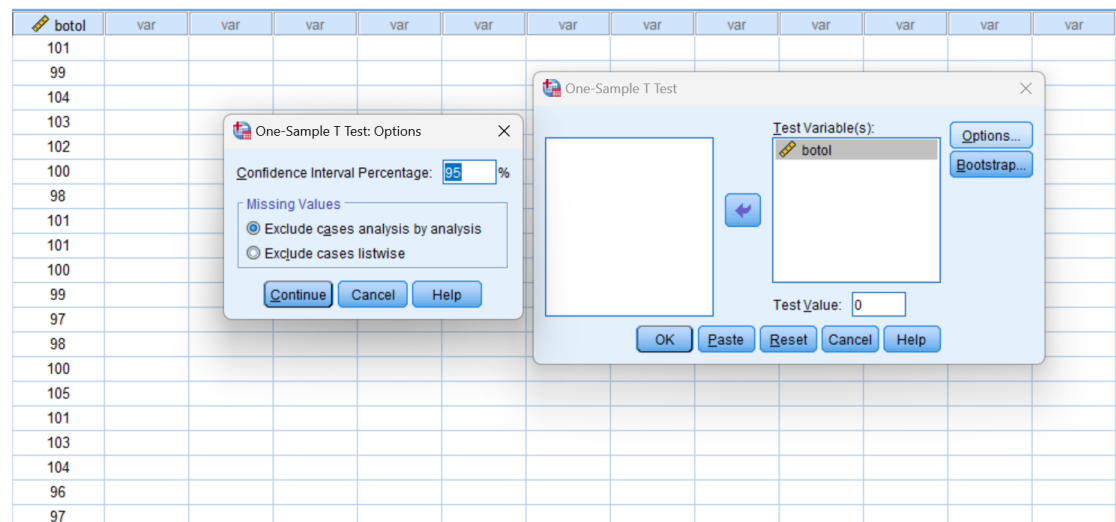 botol var var var var var var var var var var var var
101
99
104
103
102
100
98
101
101
100
99
97
98
100
105
101
103
104
96
97
One-Sample T Test: Options
Confidence Interval Percentage: 95 %
Missing Values
Exclude cases analysis by analysis
Exclude cases listwise
Continue Cancel Help
One-Sample T Test
Test Variable(s):
botol
Options...
Bootstrap...
Test Value: 0
OK Paste Reset Cancel Help